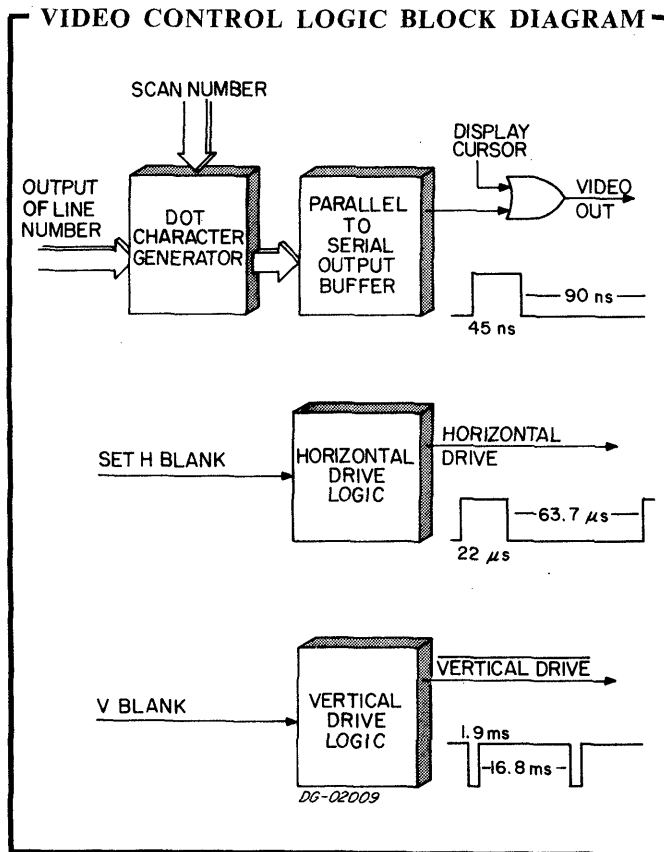 VIDEO CONTROL LOGIC BLOCK DIAGRAM
SCAN NUMBER
DISPLAY
CURSOR
OUTPUT
OF LINE
NUMBER
DOT
CHARACTER
GENERATOR
PARALLEL
TO
SERIAL
OUTPUT
BUFFER
VIDEO
OUT
90 ns
45 ns
SET H BLANK
HORIZONTAL
DRIVE
LOGIC
HORIZONTAL
DRIVE
63.7 μs
22 μs
V BLANK
VERTICAL
DRIVE
LOGIC
VERTICAL DRIVE
1.9 ms
16.8 ms
DG-02009